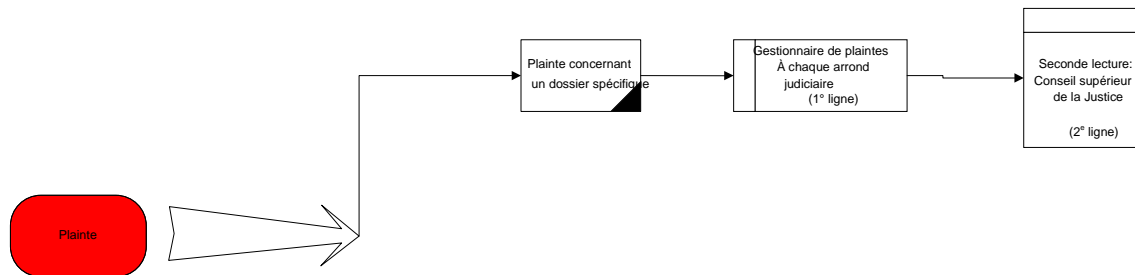 Plainte
Plainte concernant
un dossier spécifique
Gestionnaire de plaintes
À chaque arrond
judiciaire
(1° ligne)
Seconde lecture:
Conseil supérieur
de la Justice
(2e ligne)